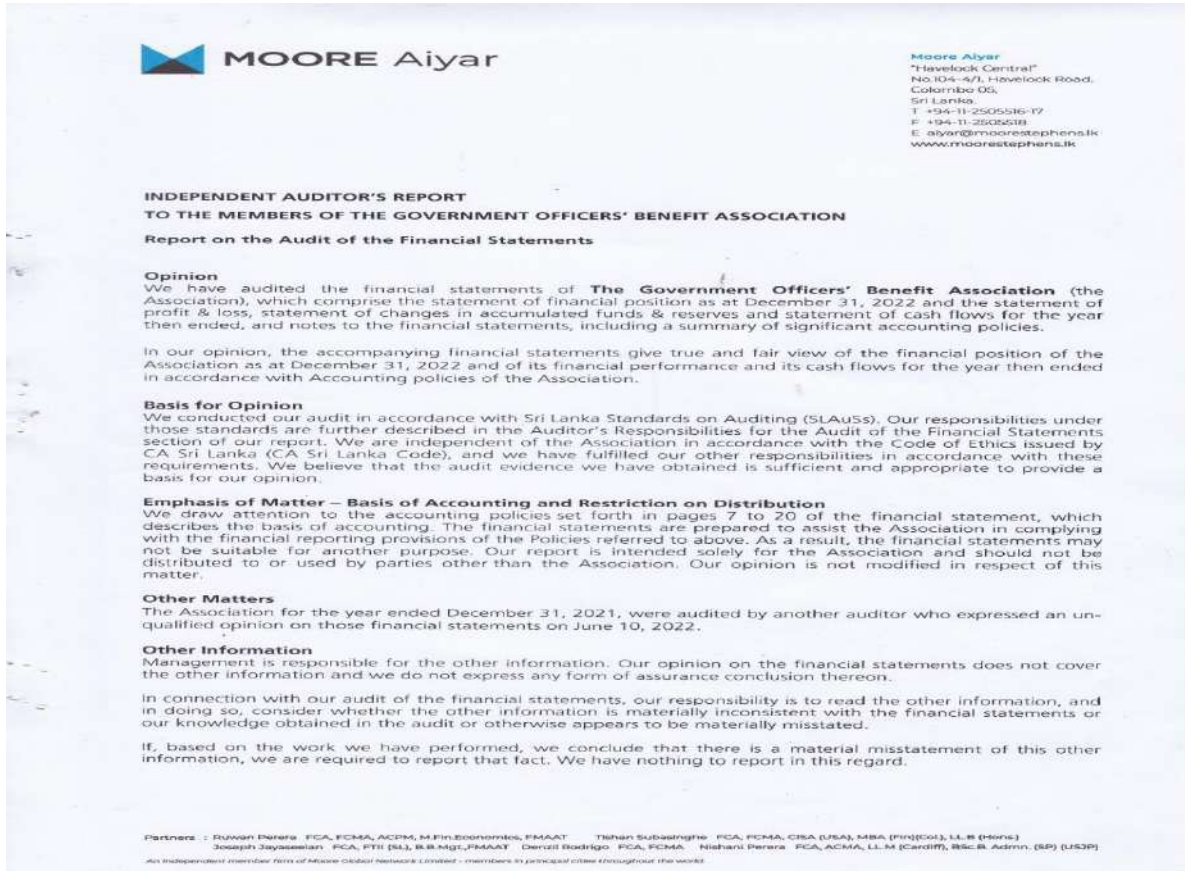 MOORE Aiyar
Moore Aiyar
"Havelock Central"
No.104-4/1, Havelock Road,
Colombo 05,
Sri Lanka.
T +94-11-2505516-17
F +94-11-2505518
E aiyar@moorestephens.lk
www.moorestephens.lk
INDEPENDENT AUDITOR'S REPORT
TO THE MEMBERS OF THE GOVERNMENT OFFICERS' BENEFIT ASSOCIATION
Report on the Audit of the Financial Statements
Opinion
We have audited the financial statements of The Government Officers' Benefit Association (the
Association), which comprise the statement of financial position as at December 31, 2022 and the statement of
profit & loss, statement of changes in accumulated funds & reserves and statement of cash flows for the year
then ended, and notes to the financial statements, including a summary of significant accounting policies.
In our opinion, the accompanying financial statements give true and fair view of the financial position of the
Association as at December 31, 2022 and of its financial performance and its cash flows for the year then ended
in accordance with Accounting policies of the Association.
Basis for Opinion
We conducted our audit in accordance with Sri Lanka Standards on Auditing (SLAuSs). Our responsibilities under
those standards are further described in the Auditor's Responsibilities for the Audit of the Financial Statements
section of our report. We are independent of the Association in accordance with the Code of Ethics issued by
CA Sri Lanka (CA Sri Lanka Code), and we have fulfilled our other responsibilities in accordance with these
requirements. We believe that the audit evidence we have obtained is sufficient and appropriate to provide a
basis for our opinion.
Emphasis of Matter – Basis of Accounting and Restriction on Distribution
We draw attention to the accounting policies set forth in pages 7 to 20 of the financial statement, which
describes the basis of accounting. The financial statements are prepared to assist the Association in complying
with the financial reporting provisions of the Policies referred to above. As a result, the financial statements may
not be suitable for another purpose. Our report is intended solely for the Association and should not be
distributed to or used by parties other than the Association. Our opinion is not modified in respect of this
matter.
Other Matters
The Association for the year ended December 31, 2021, were audited by another auditor who expressed an un-
qualified opinion on those financial statements on June 10, 2022.
Other Information
Management is responsible for the other information. Our opinion on the financial statements does not cover
the other information and we do not express any form of assurance conclusion thereon.
In connection with our audit of the financial statements, our responsibility is to read the other information, and
in doing so, consider whether the other information is materially inconsistent with the financial statements or
our knowledge obtained in the audit or otherwise appears to be materially misstated.
If, based on the work we have performed, we conclude that there is a material misstatement of this other
information, we are required to report that fact. We have nothing to report in this regard.
Partners : Ruwan Perera FCA, FCMA, ACPM, M.Fin.Economics, FMAAT Tishan Subasinghe FCA, FCMA, CISA (USA), MBA (Fin)(Col.), LL.B (Hons.)
Joseph Jayaseelan FCA, FTII (SL), B.B.Mgt.,FMAAT Denzil Rodrigo FCA, FCMA Nishani Perera FCA, ACMA, LL.M (Cardiff), BSc.B. Admn. (SP) (USJP)
An independent member firm of Moore Global Network Limited - members in principal cities throughout the world